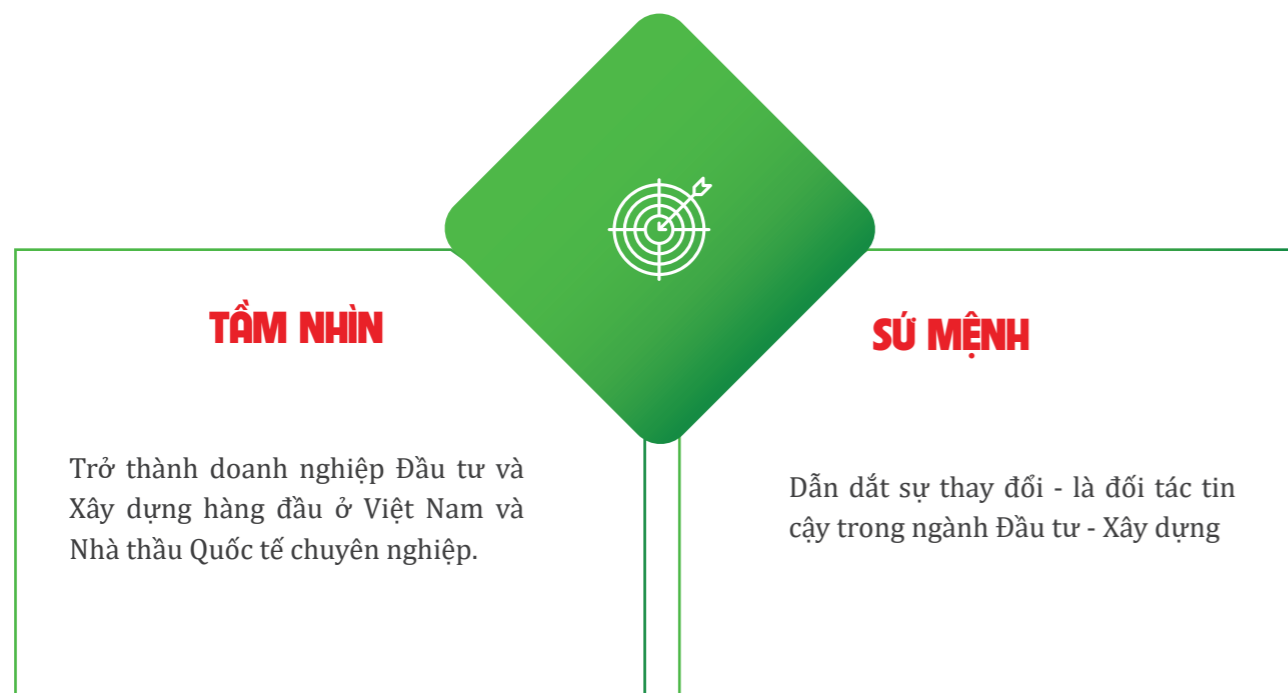 TẦM NHÌN
Trở thành doanh nghiệp Đầu tư và
Xây dựng hàng đầu ở Việt Nam và
Nhà thầu Quốc tế chuyên nghiệp.
SỨ MỆNH
Dẫn dắt sự thay đổi - là đối tác tin
cậy trong ngành Đầu tư - Xây dựng